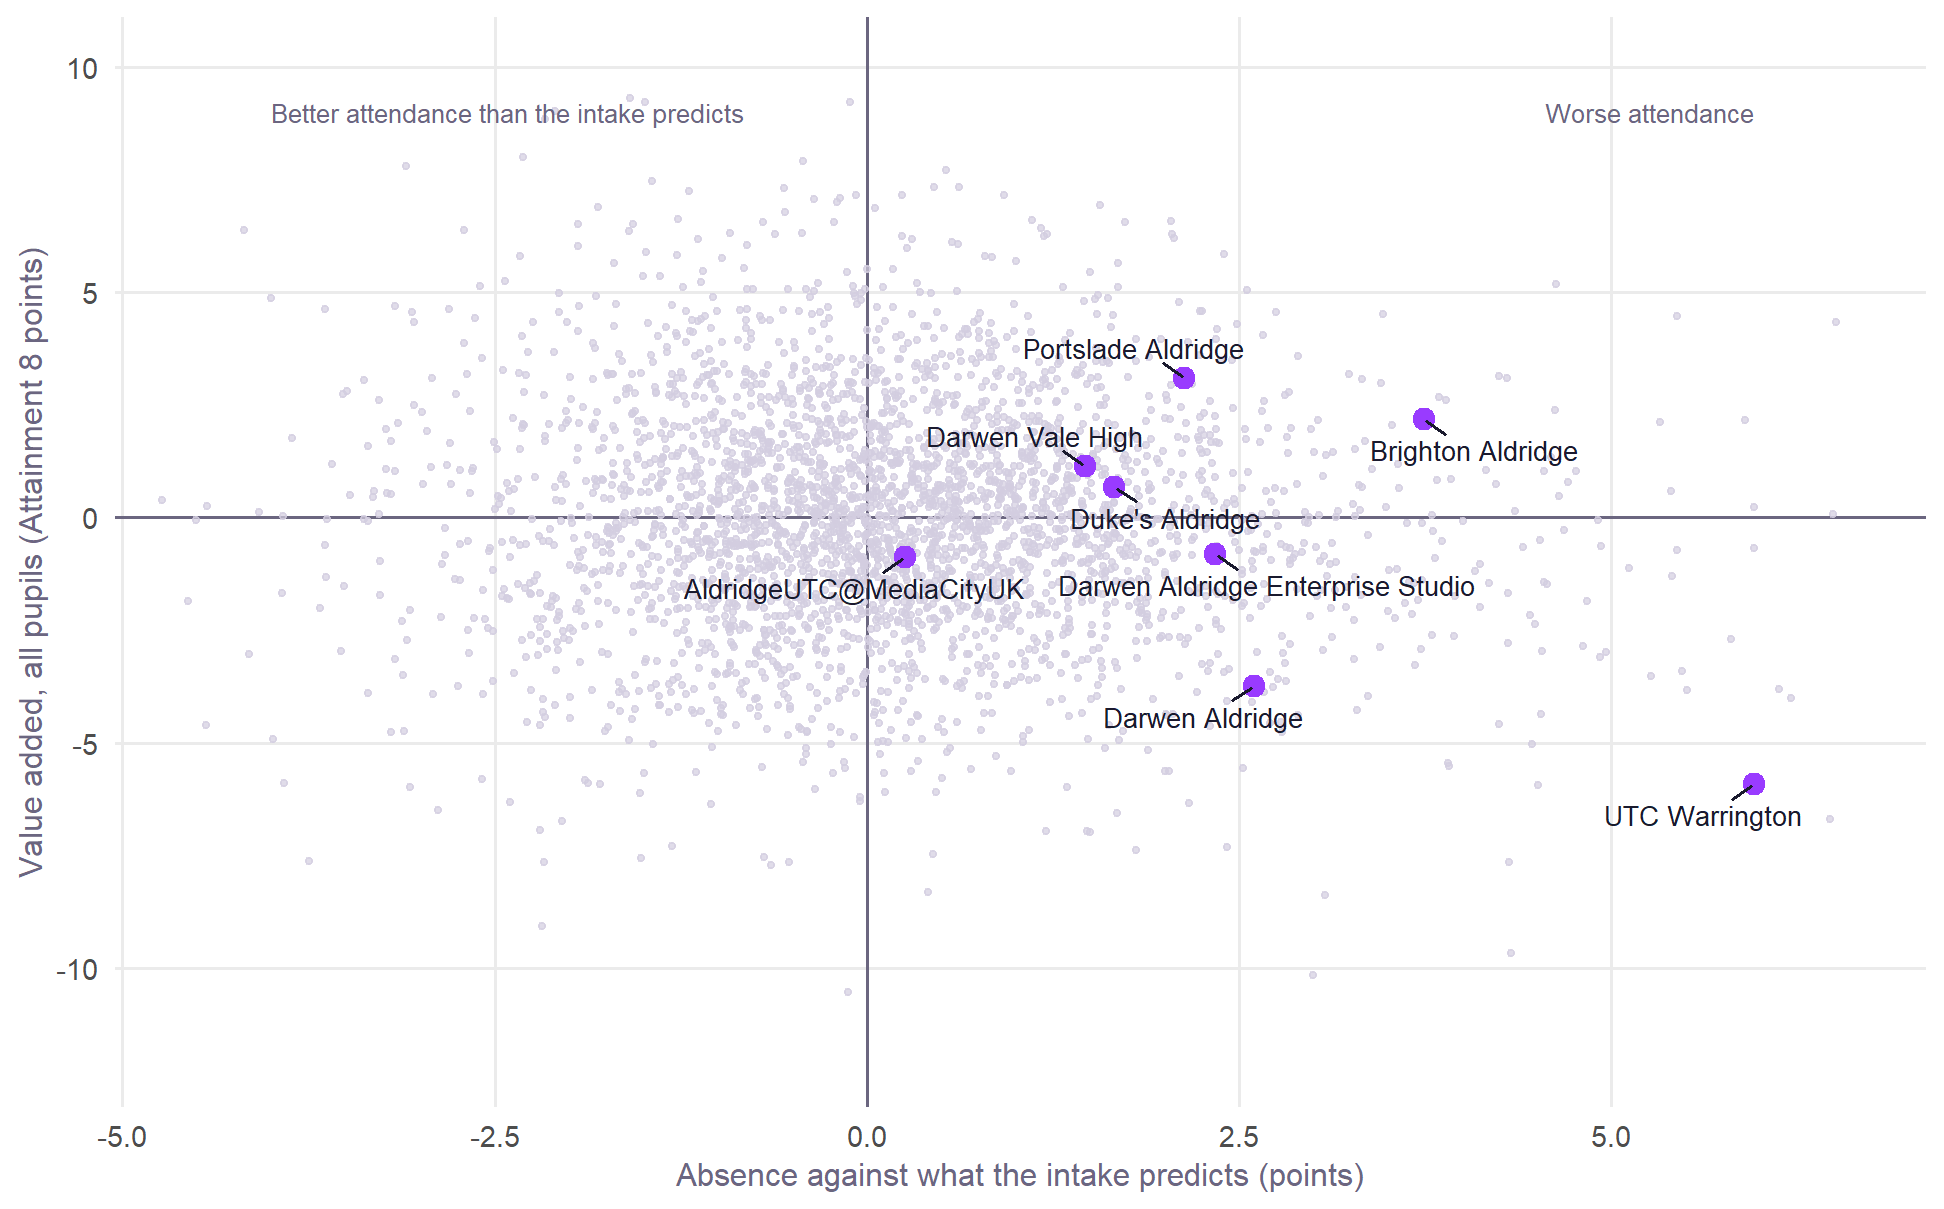 10
Better attendance than the intake predicts
Worse attendance
5
Portslade Aldridge
Darwen Vale High
Brighton Aldridge
0
Duke's Aldridge
AldridgeUTC@MediaCityUK
Darwen Aldridge Enterprise Studio
Darwen Aldridge
-5
UTC Warrington
-10
Value added, all pupils (Attainment 8 points)
-5.0
-2.5
0.0
2.5
5.0
Absence against what the intake predicts (points)